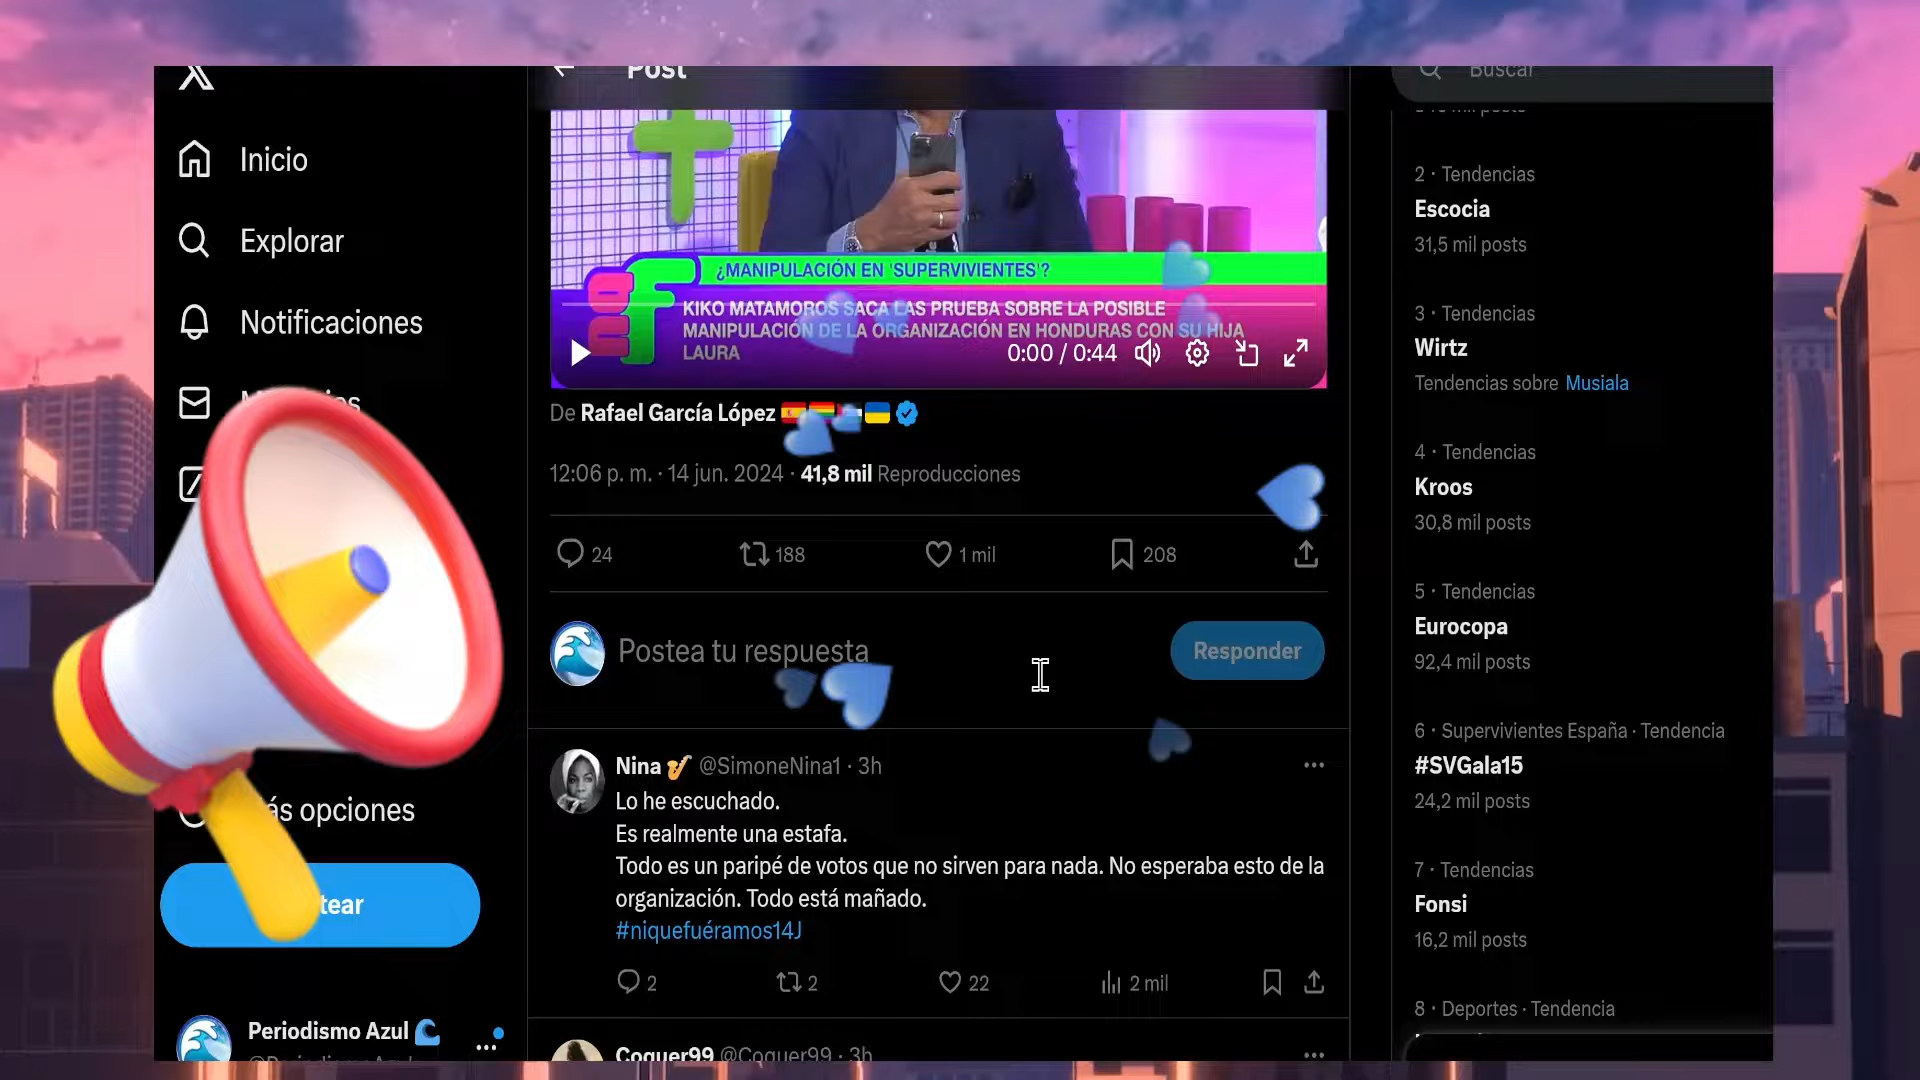 Post
Buscar
Inicio
Explorar
Notificaciones
ás opciones
tear
Periodismo Azul
¿MANIPULACIÓN EN 'SUPERVIVIENTES'?
KIKO MATAMOROS SACA LAS PRUEBA SOBRE LA POSIBLE
MANIPULACIÓN DE LA ORGANIZACIÓN EN HONDURAS CON SU HIJA
LAURA
0:00 / 0:44
De Rafael García López
12:06 p. m. · 14 jun. 2024 · 41,8 mil Reproducciones
24 188 1 mil 208
Postea tu respuesta
Responder
Nina @SimoneNina1 · 3h
Lo he escuchado.
Es realmente una estafa.
Todo es un paripé de votos que no sirven para nada. No esperaba esto de la
organización. Todo está mañado.
#niquefuéramos14J
2 2 22 2 mil
Coquer99 @Coquer99 · 3h
2 · Tendencias
Escocia
31,5 mil posts
3 · Tendencias
Wirtz
Tendencias sobre Musiala
4 · Tendencias
Kroos
30,8 mil posts
5 · Tendencias
Eurocopa
92,4 mil posts
6 · Supervivientes España · Tendencia
#SVGala15
24,2 mil posts
7 · Tendencias
Fonsi
16,2 mil posts
8 · Deportes · Tendencia